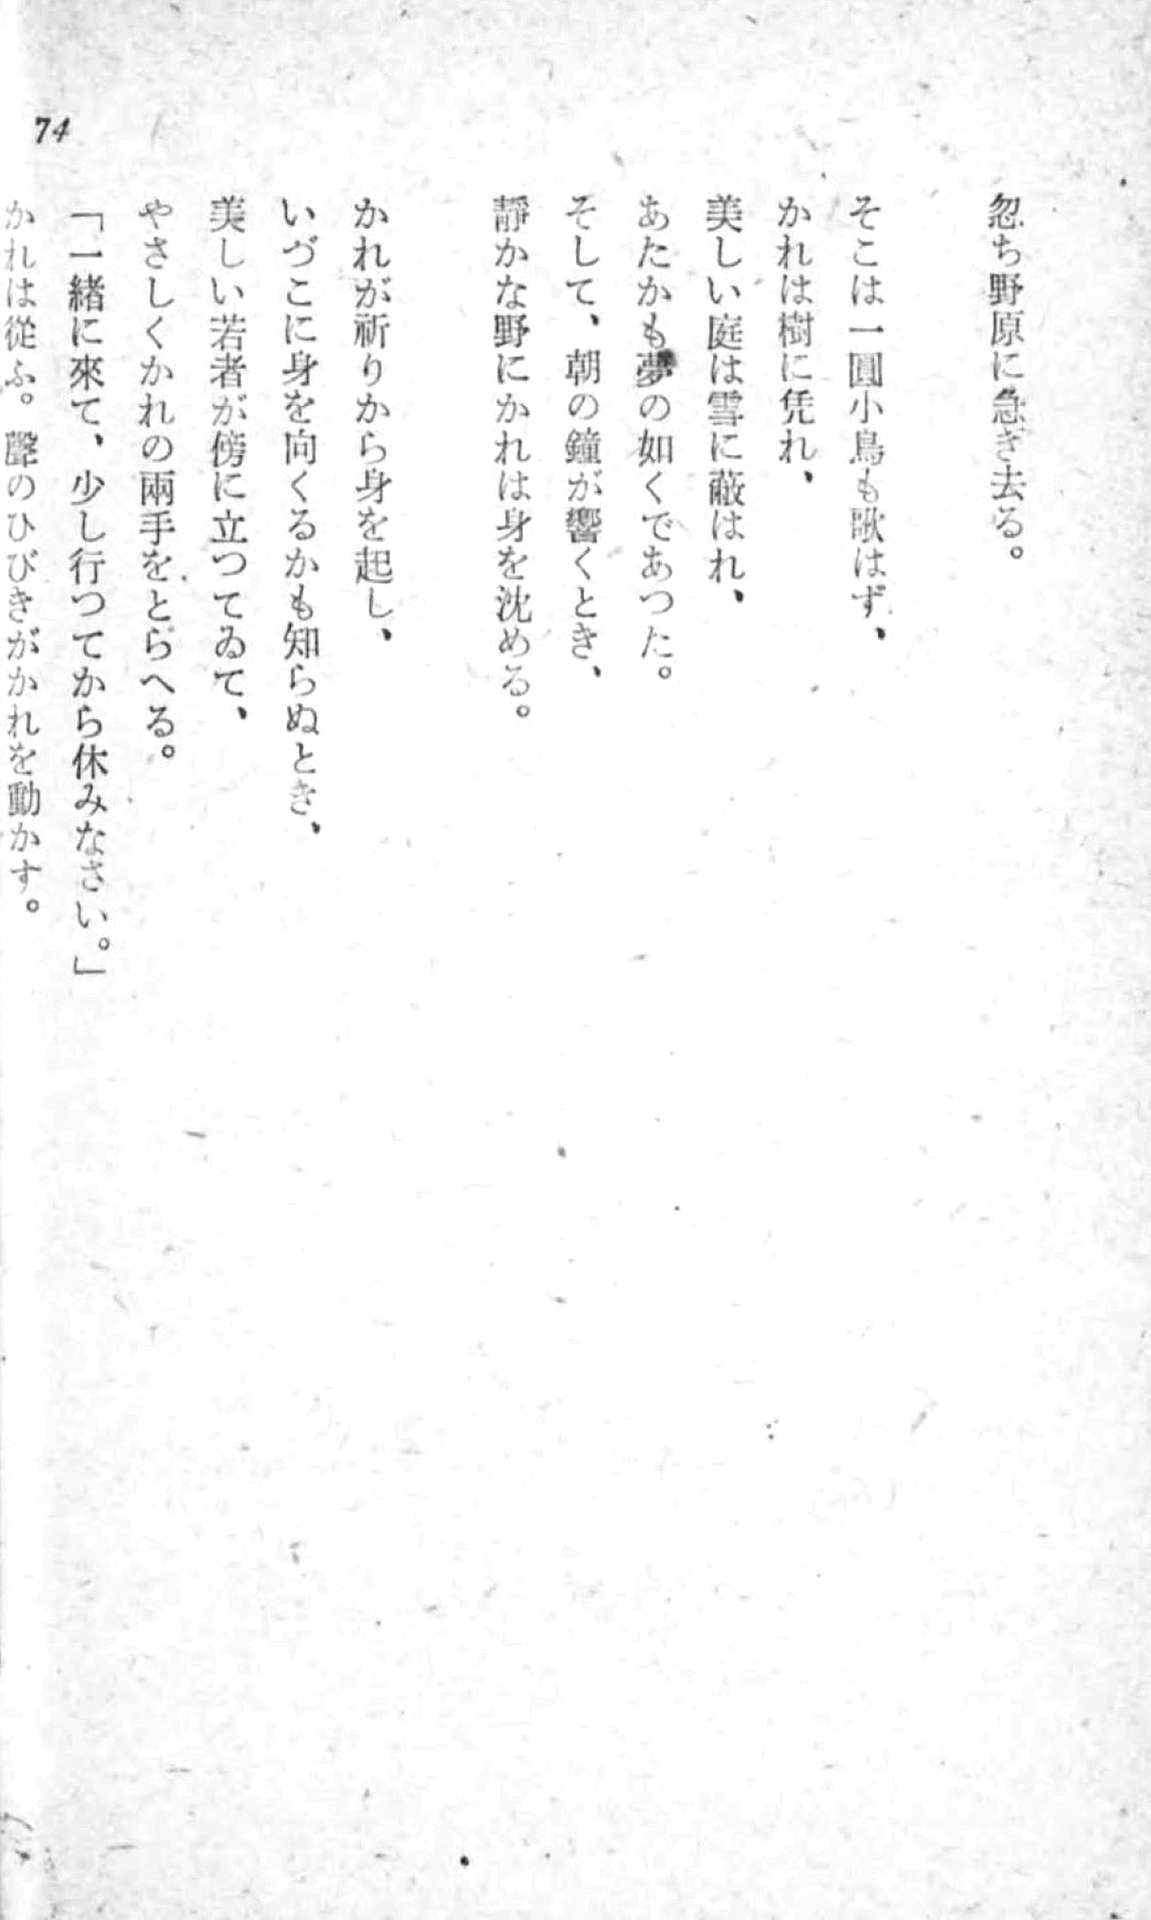 74
忽ち野原に急ぎ去る。
そこは一圓小鳥も歌はず、
かれは樹に凭れ、
美しい庭は雪に蔽はれ、
あたかも夢の如くであつた。
そして、朝の鐘が響くとき、
靜かな野にかれは身を沈める。
かれが祈りから身を起し、
いづこに身を向くるかも知らぬとき、
美しい若者が傍に立つてゐて、
やさしくかれの兩手をとらへる。
「一緖に來て、少し行つてから休みなさい。」
かれは從ふ。聲のひびきがかれを動かす。